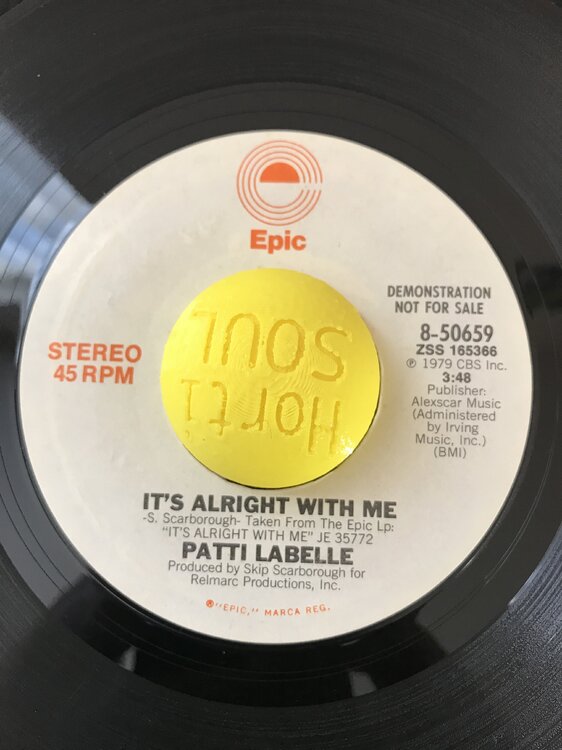 Epic
DEMONSTRATION
NOT FOR SALE
8-50659
ZSS 165366
℗ 1979 CBS Inc.
3:48
Publisher:
Alexscar Music
(Administered
by Irving
Music, Inc.)
(BMI)
STEREO
45 RPM
Horti
SOUL
IT'S ALRIGHT WITH ME
-S. Scarborough- Taken From The Epic Lp:
"IT'S ALRIGHT WITH ME" JE 35772
PATTI LABELLE
Produced by Skip Scarborough for
Relmarc Productions, Inc.
®"EPIC," MARCA REG.